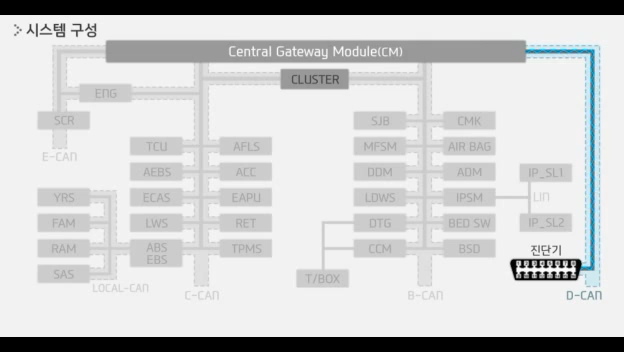 시스템 구성
Central Gateway Module(CM)
CLUSTER
ENG
SCR
E-CAN
SJB
CMK
TCU
AFLS
MFSM
AIR BAG
AEBS
ACC
DDM
ADM
IP_SL1
YRS
ECAS
EAPU
LDWS
IPSM
LIN
FAM
LWS
RET
DTG
BED SW
IP_SL2
RAM
ABS
EBS
TPMS
CCM
BSD
진단기
SAS
T/BOX
LOCAL-CAN
C-CAN
B-CAN
D-CAN